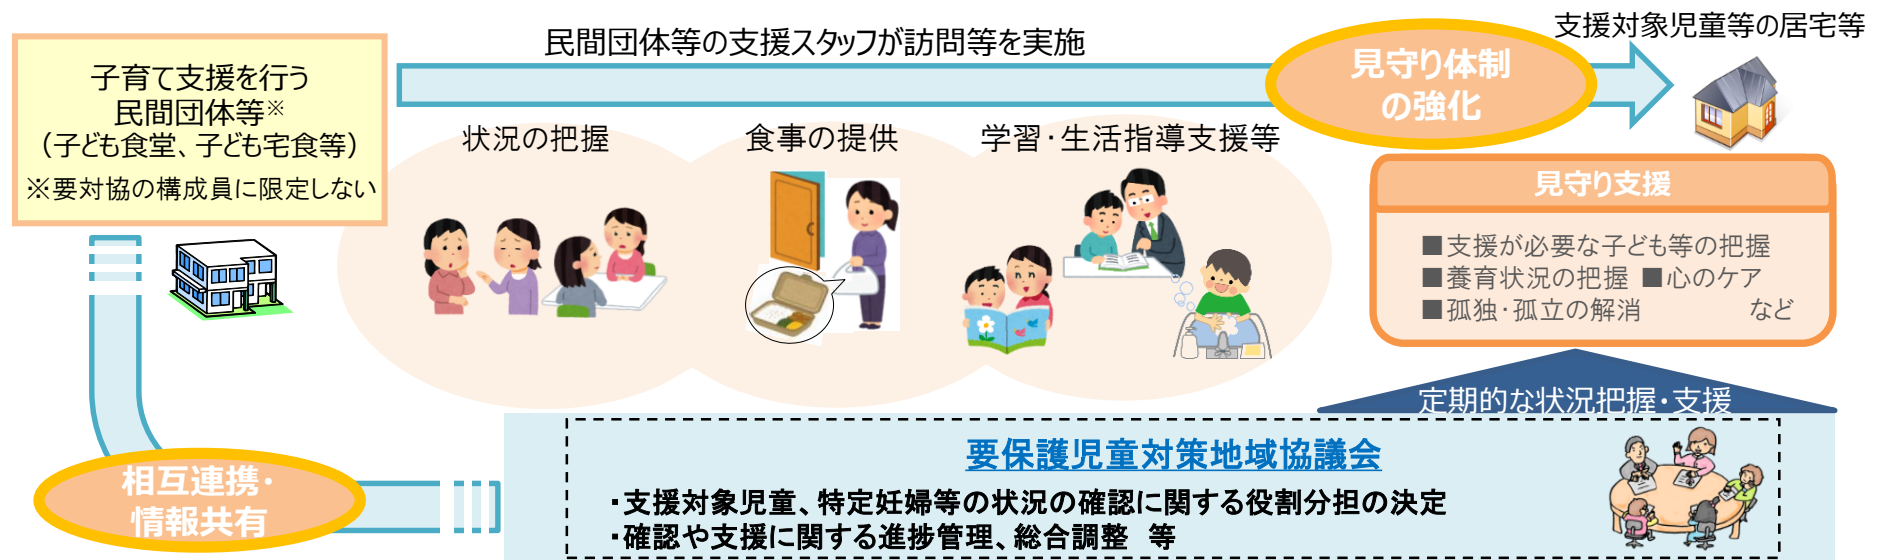 子育て支援を行う
民間団体等※
（子ども食堂、子ども宅食等）
※要対協の構成員に限定しない
民間団体等の支援スタッフが訪問等を実施
見守り体制
の強化
支援対象児童等の居宅等
状況の把握
食事の提供
学習・生活指導支援等
見守り支援
■支援が必要な子ども等の把握
■養育状況の把握 ■心のケア
■孤独・孤立の解消 など
定期的な状況把握・支援
相互連携・
情報共有
要保護児童対策地域協議会
・支援対象児童、特定妊婦等の状況の確認に関する役割分担の決定
・確認や支援に関する進捗管理、総合調整 等